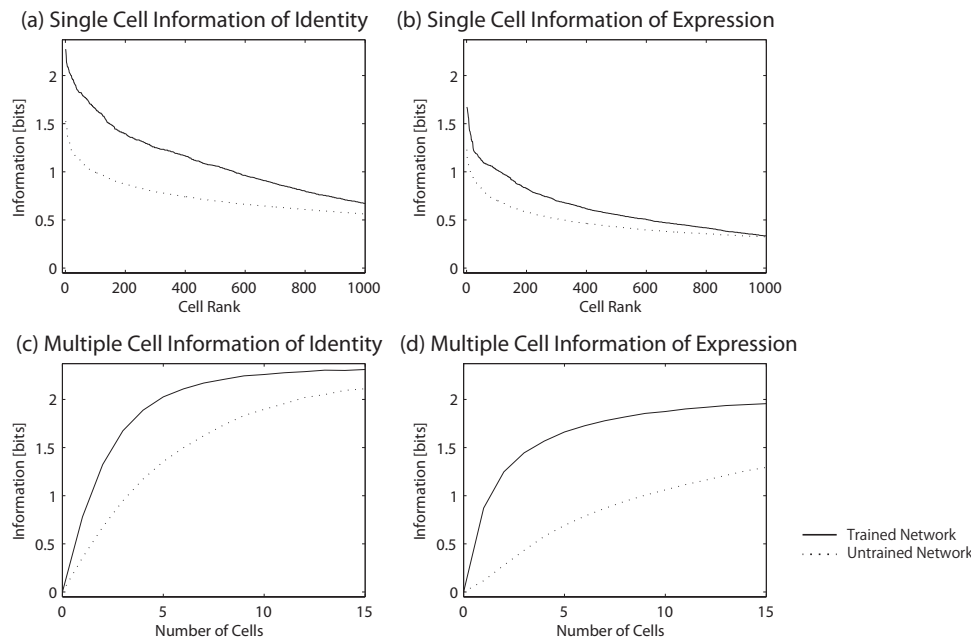 (a) Single Cell Information of Identity
(b) Single Cell Information of Expression
Information [bits]
2
1.5
1
0.5
0
0 200 400 600 800 1000
Cell Rank
Information [bits]
2
1.5
1
0.5
0
0 200 400 600 800 1000
Cell Rank
(c) Multiple Cell Information of Identity
(d) Multiple Cell Information of Expression
Information [bits]
2
1.5
1
0.5
0
0 5 10 15
Number of Cells
Information [bits]
2
1.5
1
0.5
0
0 5 10 15
Number of Cells
Trained Network
Untrained Network